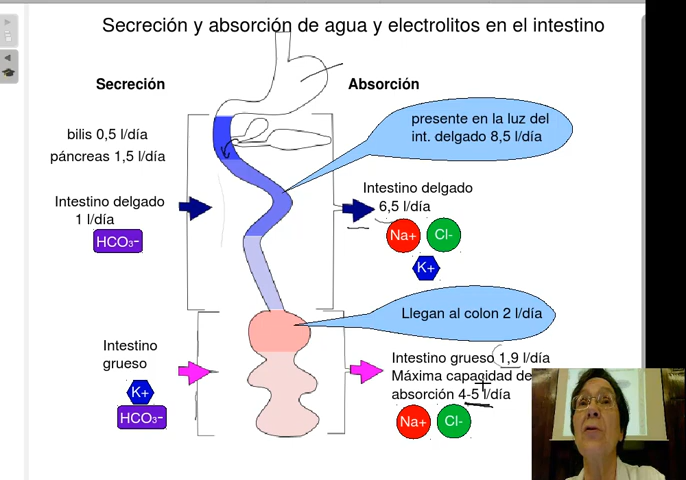 Secreción y absorción de agua y electrolitos en el intestino
Secreción
Absorción
bilis 0,5 l/día
páncreas 1,5 l/día
presente en la luz del
int. delgado 8,5 l/día
Intestino delgado
1 l/día
HCO3-
Intestino delgado
6,5 l/día
Na+
Cl-
K+
Llegan al colon 2 l/día
Intestino
grueso
K+
HCO3-
Intestino grueso 1,9 l/día
Máxima capacidad de
absorción 4-5 l/día
Na+
Cl-